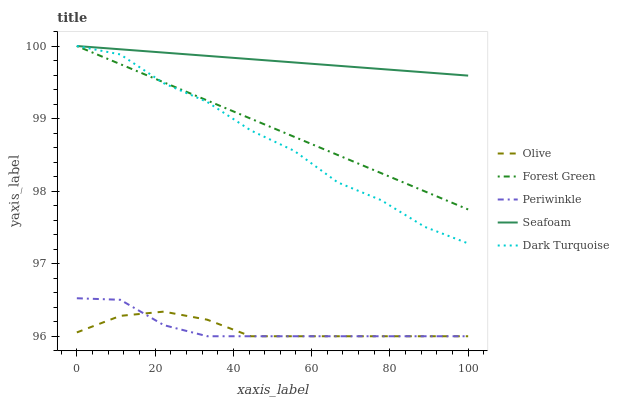 title
yaxis_label
100
99
98
97
96
0
20
40
60
80
100
xaxis_label
Olive
Forest Green
Periwinkle
Seafoam
Dark Turquoise